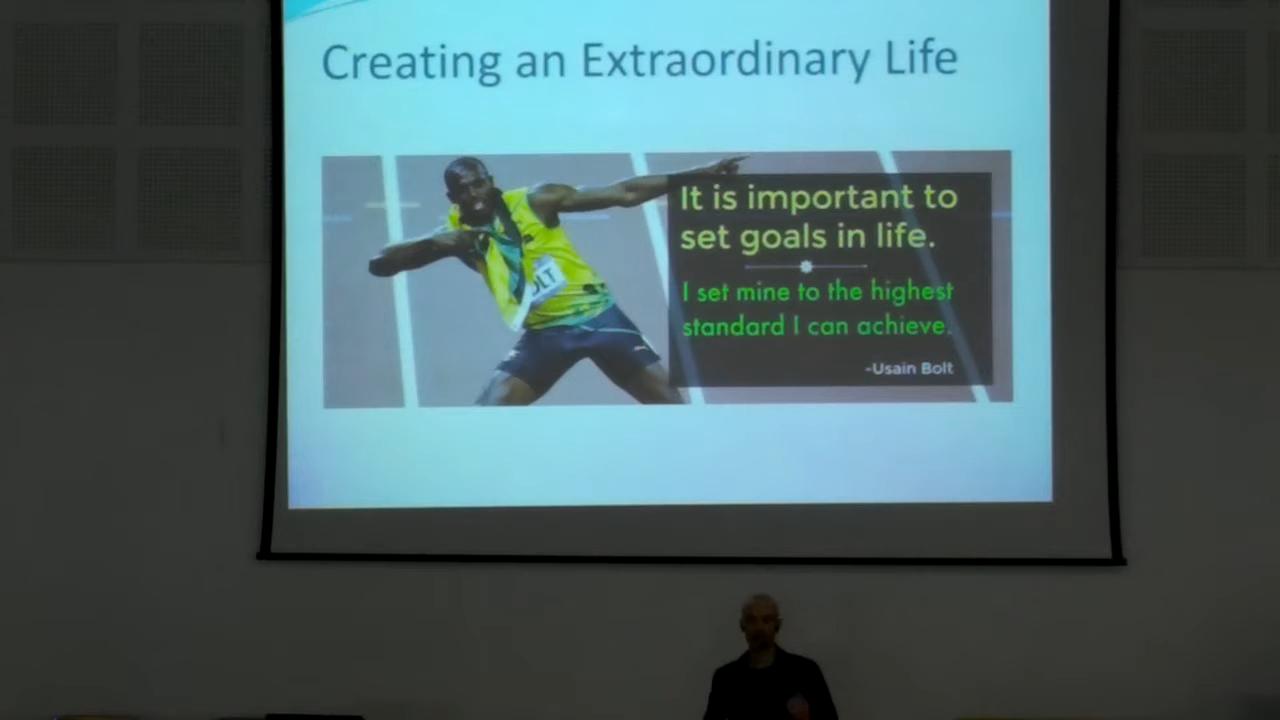 Creating an Extraordinary Life
It is important to
set goals in life.
I set mine to the highest
standard I can achieve.
-Usain Bolt
OLT